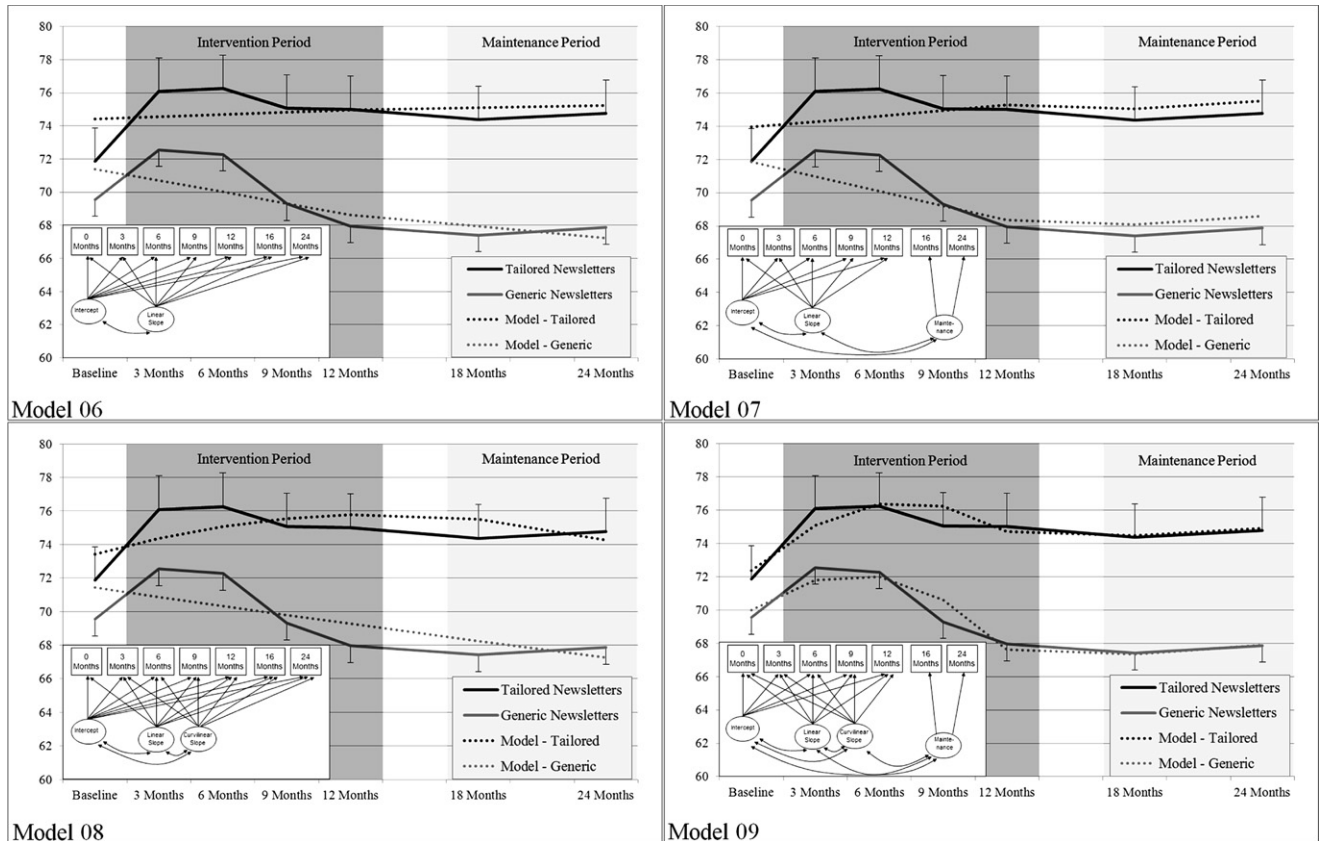 80
78
76
74
72
70
68
66
64
62
60
Intervention Period
Maintenance Period
0 Months
3 Months
6 Months
9 Months
12 Months
16 Months
24 Months
Intercept
Linear Slope
Tailored Newsletters
Generic Newsletters
Model - Tailored
Model - Generic
Baseline
3 Months
6 Months
9 Months
12 Months
18 Months
24 Months
Model 06
80
78
76
74
72
70
68
66
64
62
60
Intervention Period
Maintenance Period
0 Months
3 Months
6 Months
9 Months
12 Months
16 Months
24 Months
Intercept
Linear Slope
Mainte-nance
Tailored Newsletters
Generic Newsletters
Model - Tailored
Model - Generic
Baseline
3 Months
6 Months
9 Months
12 Months
18 Months
24 Months
Model 07
80
78
76
74
72
70
68
66
64
62
60
Intervention Period
Maintenance Period
0 Months
3 Months
6 Months
9 Months
12 Months
16 Months
24 Months
Intercept
Linear Slope
Curvilinear Slope
Tailored Newsletters
Generic Newsletters
Model - Tailored
Model - Generic
Baseline
3 Months
6 Months
9 Months
12 Months
18 Months
24 Months
Model 08
80
78
76
74
72
70
68
66
64
62
60
Intervention Period
Maintenance Period
0 Months
3 Months
6 Months
9 Months
12 Months
16 Months
24 Months
Intercept
Linear Slope
Curvilinear Slope
Mainte-nance
Tailored Newsletters
Generic Newsletters
Model - Tailored
Model - Generic
Baseline
3 Months
6 Months
9 Months
12 Months
18 Months
24 Months
Model 09